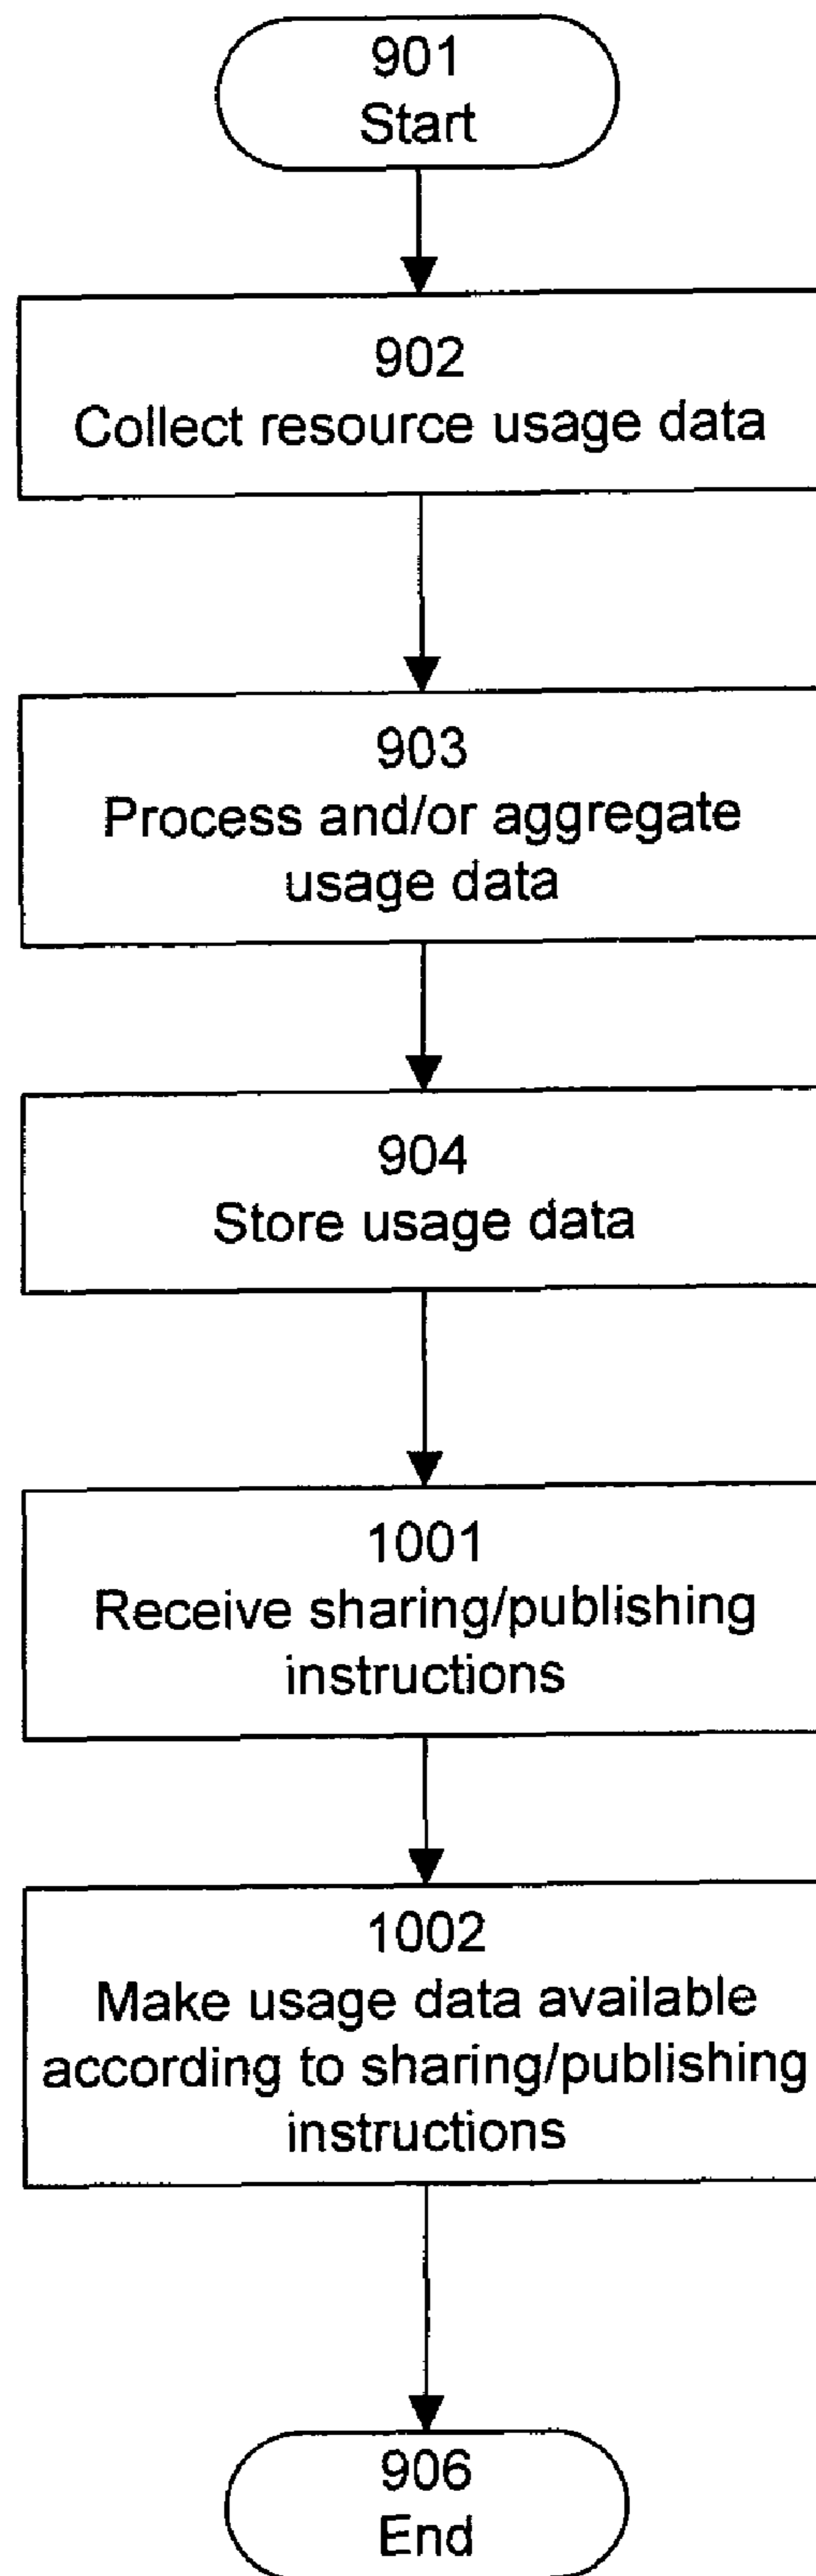 901
Start
902
Collect resource usage data
903
Process and/or aggregate
usage data
904
Store usage data
1001
Receive sharing/publishing
instructions
1002
Make usage data available
according to sharing/publishing
instructions
906
End